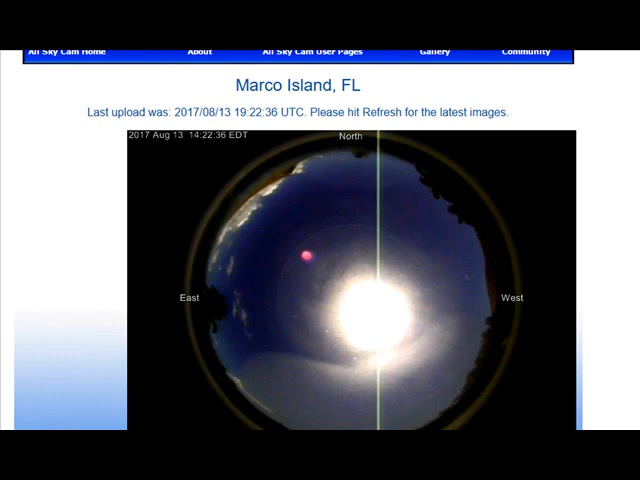 All Sky Cam Home About All Sky Cam User Pages Gallery Community
Marco Island, FL
Last upload was: 2017/08/13 19:22:36 UTC. Please hit Refresh for the latest images.
2017 Aug 13 14:22:36 EDT
North
East
West